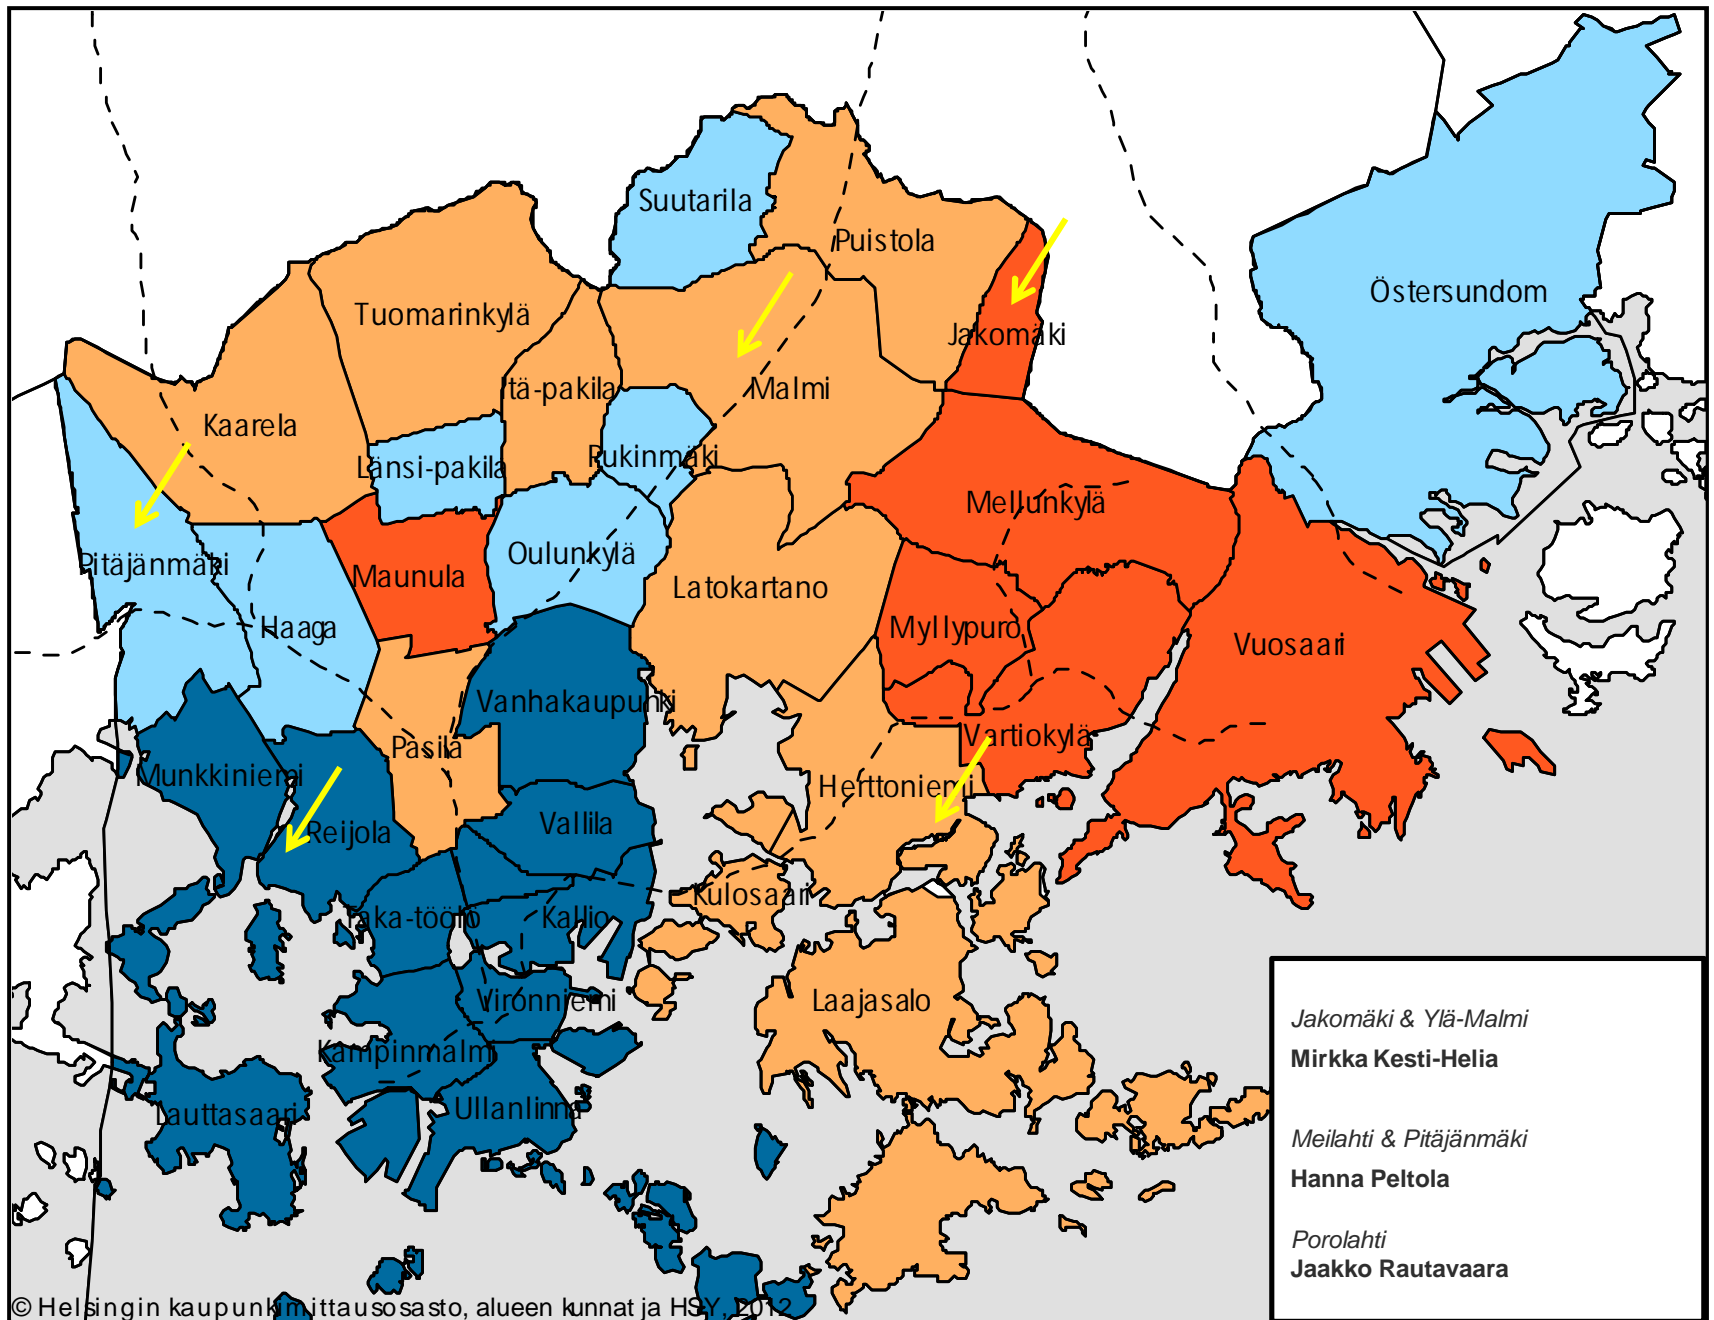 Suutarila
Puistola
Östersundom
Tuomarinkylä
Jakomäki
Itä-pakila
Malmi
Kaarela
Länsi-pakila
Pukinmäki
Mellunkylä
Oulunkylä
Pitäjänmäki
Maunula
Latokartano
Haaga
Myllypuro
Vuosaari
Vanhakaupunki
Pasila
Vartiokylä
Munkkiniemi
Herttoniemi
Reijola
Vallila
Kulosaari
Taka-töölö
Kallio
Vironniemi
Laajasalo
Kampinmalmi
Lauttasaari
Ullanlinna
Jakomäki & Ylä-Malmi
Mirkka Kesti-Helia
Meilahti & Pitäjänmäki
Hanna Peltola
Porolahti
Jaakko Rautavaara
© Helsingin kaupunkimittausosasto, alueen kunnat ja HSY, 2012